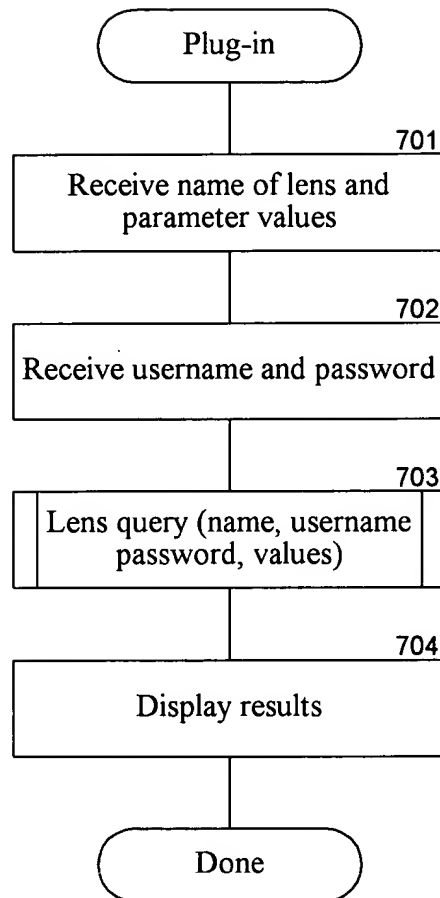 Plug-in
701
Receive name of lens and
parameter values
702
Receive username and password
703
Lens query (name, username
password, values)
704
Display results
Done